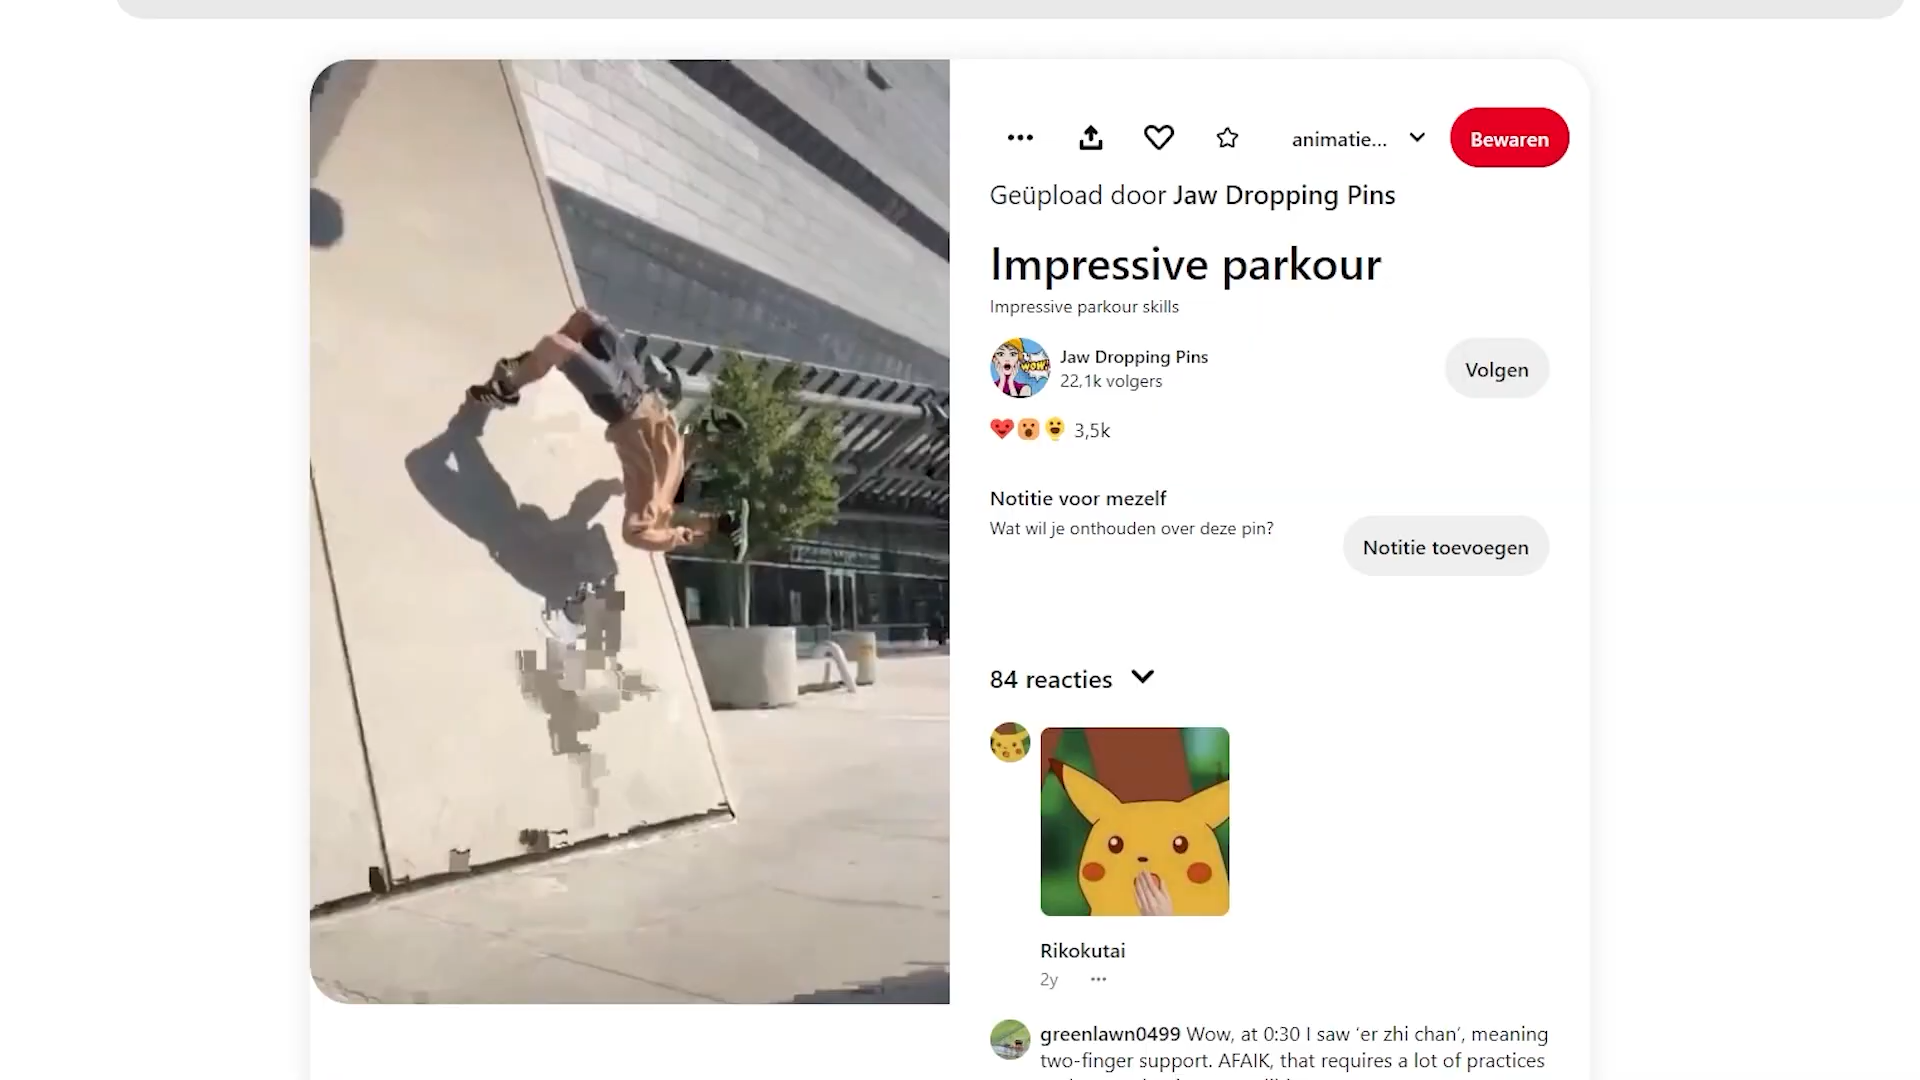 animatie...
Bewaren
Geüpload door Jaw Dropping Pins
Impressive parkour
Impressive parkour skills
WOW!
Jaw Dropping Pins
22,1k volgers
Volgen
3,5k
Notitie voor mezelf
Wat wil je onthouden over deze pin?
Notitie toevoegen
84 reacties
Rikokutai
2y
greenlawn0499 Wow, at 0:30 I saw ‘er zhi chan’, meaning
two-finger support. AFAIK, that requires a lot of practices